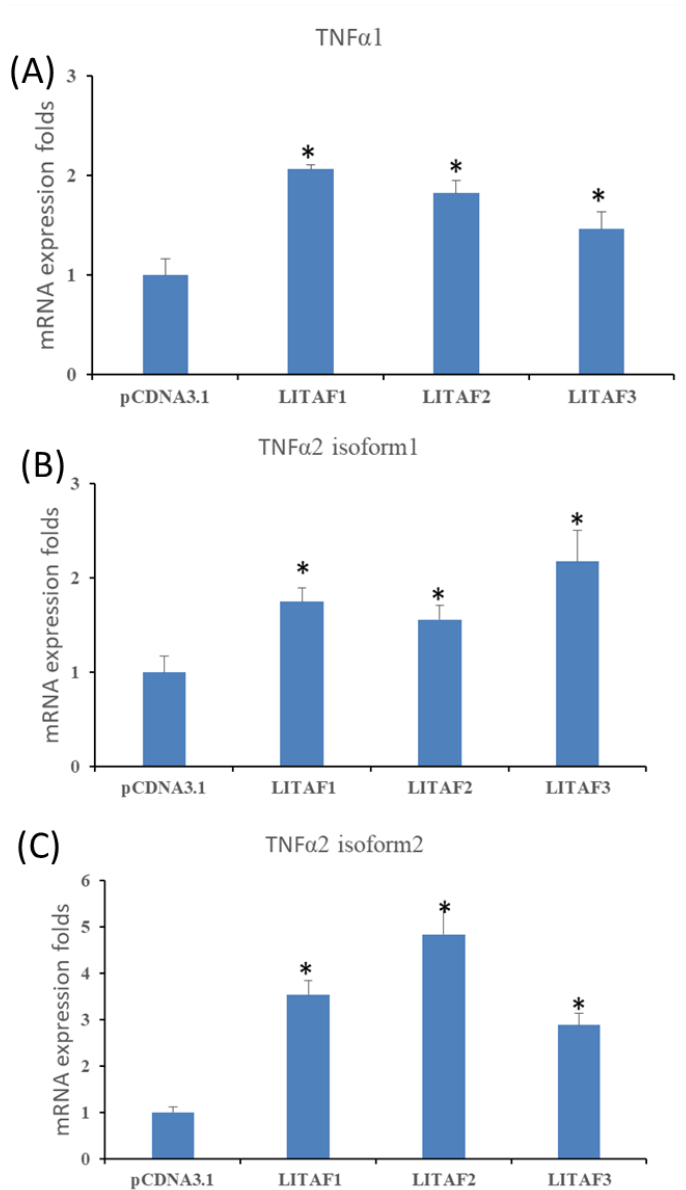 TNFα1
(A)
mRNA expression folds
3
2
1
0
*
*
*
pCDNA3.1 LITAF1 LITAF2 LITAF3
TNFα2 isoform1
(B)
mRNA expression folds
3
2
1
0
*
*
*
pCDNA3.1 LITAF1 LITAF2 LITAF3
(C)
TNFα2 isoform2
mRNA expression folds
6
5
4
3
2
1
0
*
*
*
pCDNA3.1 LITAF1 LITAF2 LITAF3